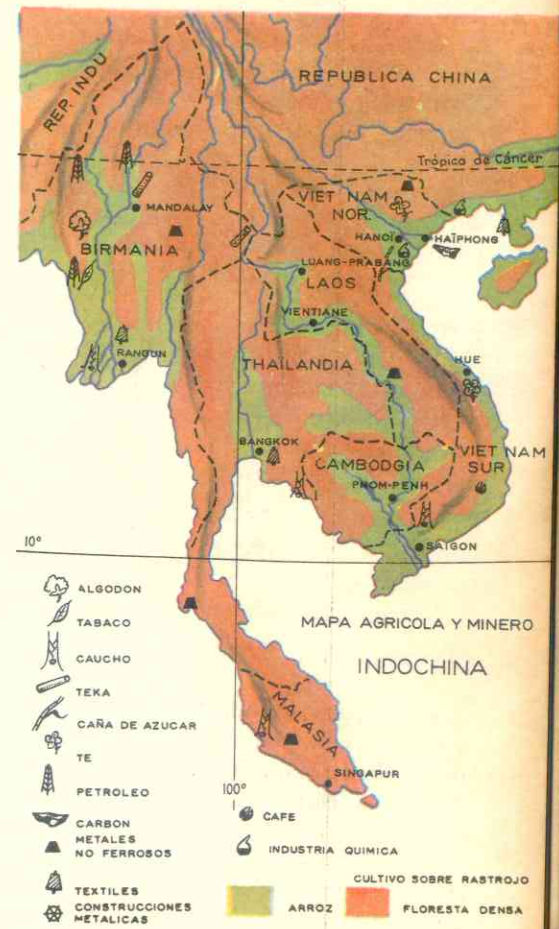 REPUBLICA CHINA
REP. INDU
Trópico de Cáncer
VIET NAM
NOR.
MANDALAY
HANOÏ
HAÏPHONG
BIRMANIA
LUANG-PRABANG
LAOS
VIENTIANE
RANGUN
THAÏLANDIA
HUE
BANGKOK
VIET NAM
SUR
CAMBODGIA
PNOM-PENH
SAIGON
10°
MAPA AGRICOLA Y MINERO
INDOCHINA
MALASIA
SINGAPUR
100°
ALGODON
TABACO
CAUCHO
TEKA
CAÑA DE AZUCAR
TE
PETROLEO
CARBON
METALES
NO FERROSOS
TEXTILES
CONSTRUCCIONES
METALICAS
CAFE
INDUSTRIA QUIMICA
CULTIVO SOBRE RASTROJO
ARROZ
FLORESTA DENSA